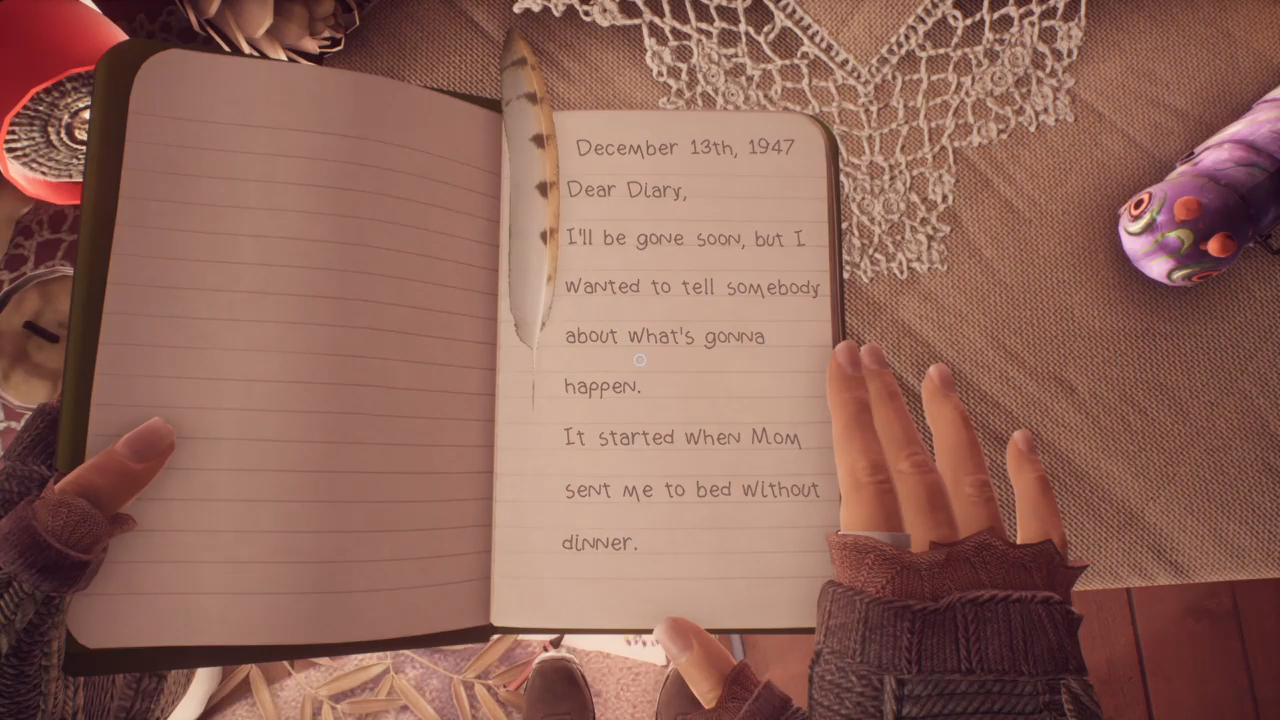 December 13th, 1947
Dear Diary,
I'll be gone soon, but I
wanted to tell somebody
about what's gonna
happen.
It started when Mom
sent me to bed without
dinner.